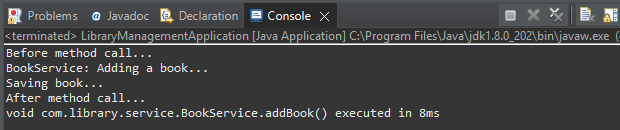 Problems @ Javadoc Declaration Console
<terminated> LibraryManagementApplication [Java Application] C:\Program Files\Java\jdk1.8.0_202\bin\javaw.exe (
Before method call...
BookService: Adding a book...
Saving book...
After method call...
void com.library.service.BookService.addBook() executed in 8ms